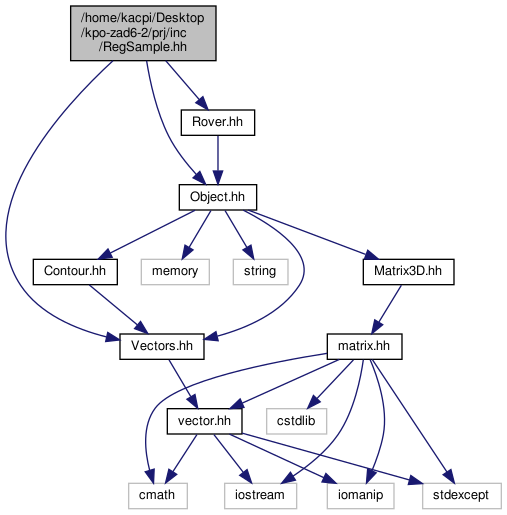 /home/kacpi/Desktop
/kpo-zad6-2/prj/inc
/RegSample.hh
Rover.hh
Object.hh
Contour.hh
memory
string
Matrix3D.hh
Vectors.hh
matrix.hh
vector.hh
cstdlib
cmath
iostream
iomanip
stdexcept